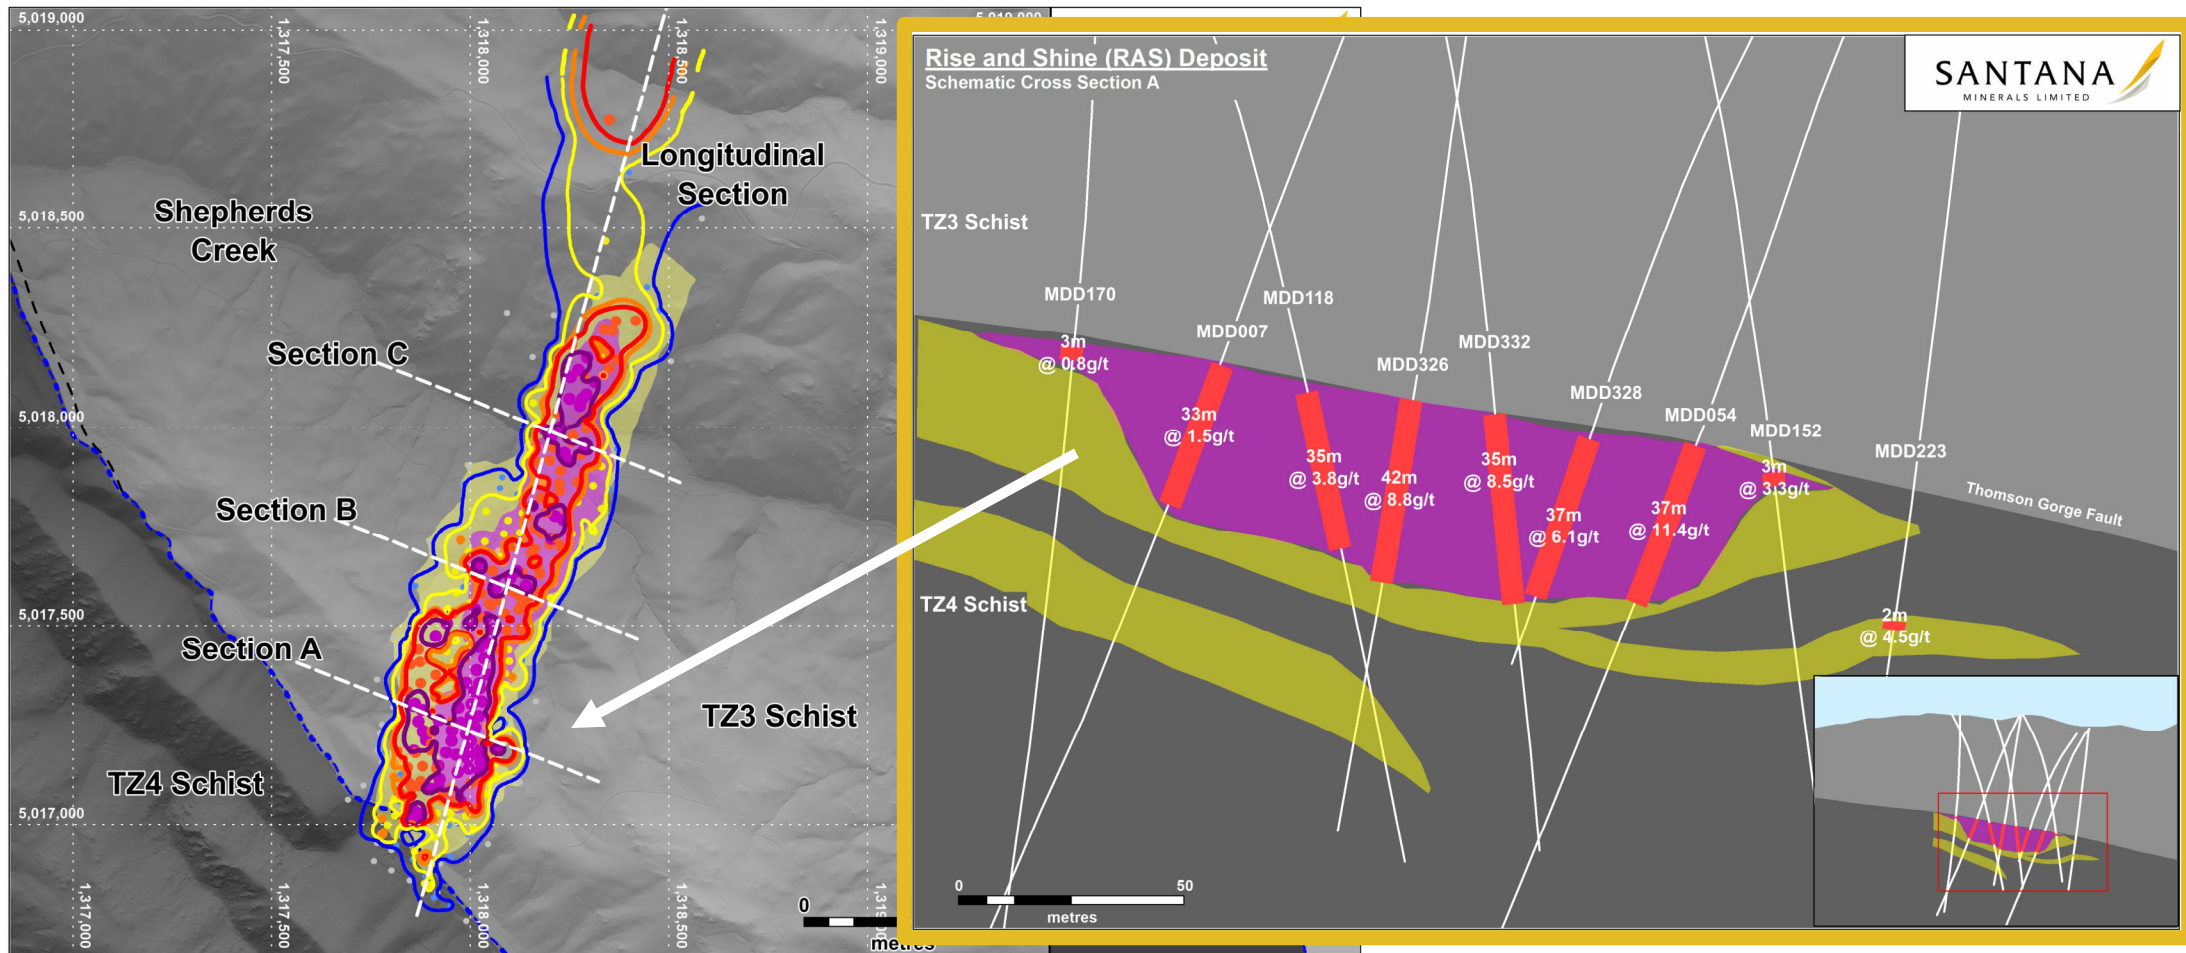 5,019,000
1,317,500
1,318,000
1,318,500
1,319,000
Longitudinal
Section
Shepherds
Creek
5,018,500
Section C
5,018,000
Section B
5,017,500
Section A
TZ3 Schist
TZ4 Schist
5,017,000
1,317,000
1,317,500
1,318,000
1,318,500
0
metres
Rise and Shine (RAS) Deposit
Schematic Cross Section A
SANTANA
MINERALS LIMITED
TZ3 Schist
MDD170
MDD118
MDD007
MDD332
MDD326
MDD328
MDD054
MDD152
MDD223
3m
@ 0.8g/t
33m
@ 1.5g/t
35m
@ 3.8g/t
42m
@ 8.8g/t
35m
@ 8.5g/t
37m
@ 6.1g/t
37m
@ 11.4g/t
3m
@ 3.3g/t
Thomson Gorge Fault
TZ4 Schist
2m
@ 4.5g/t
0 50
metres